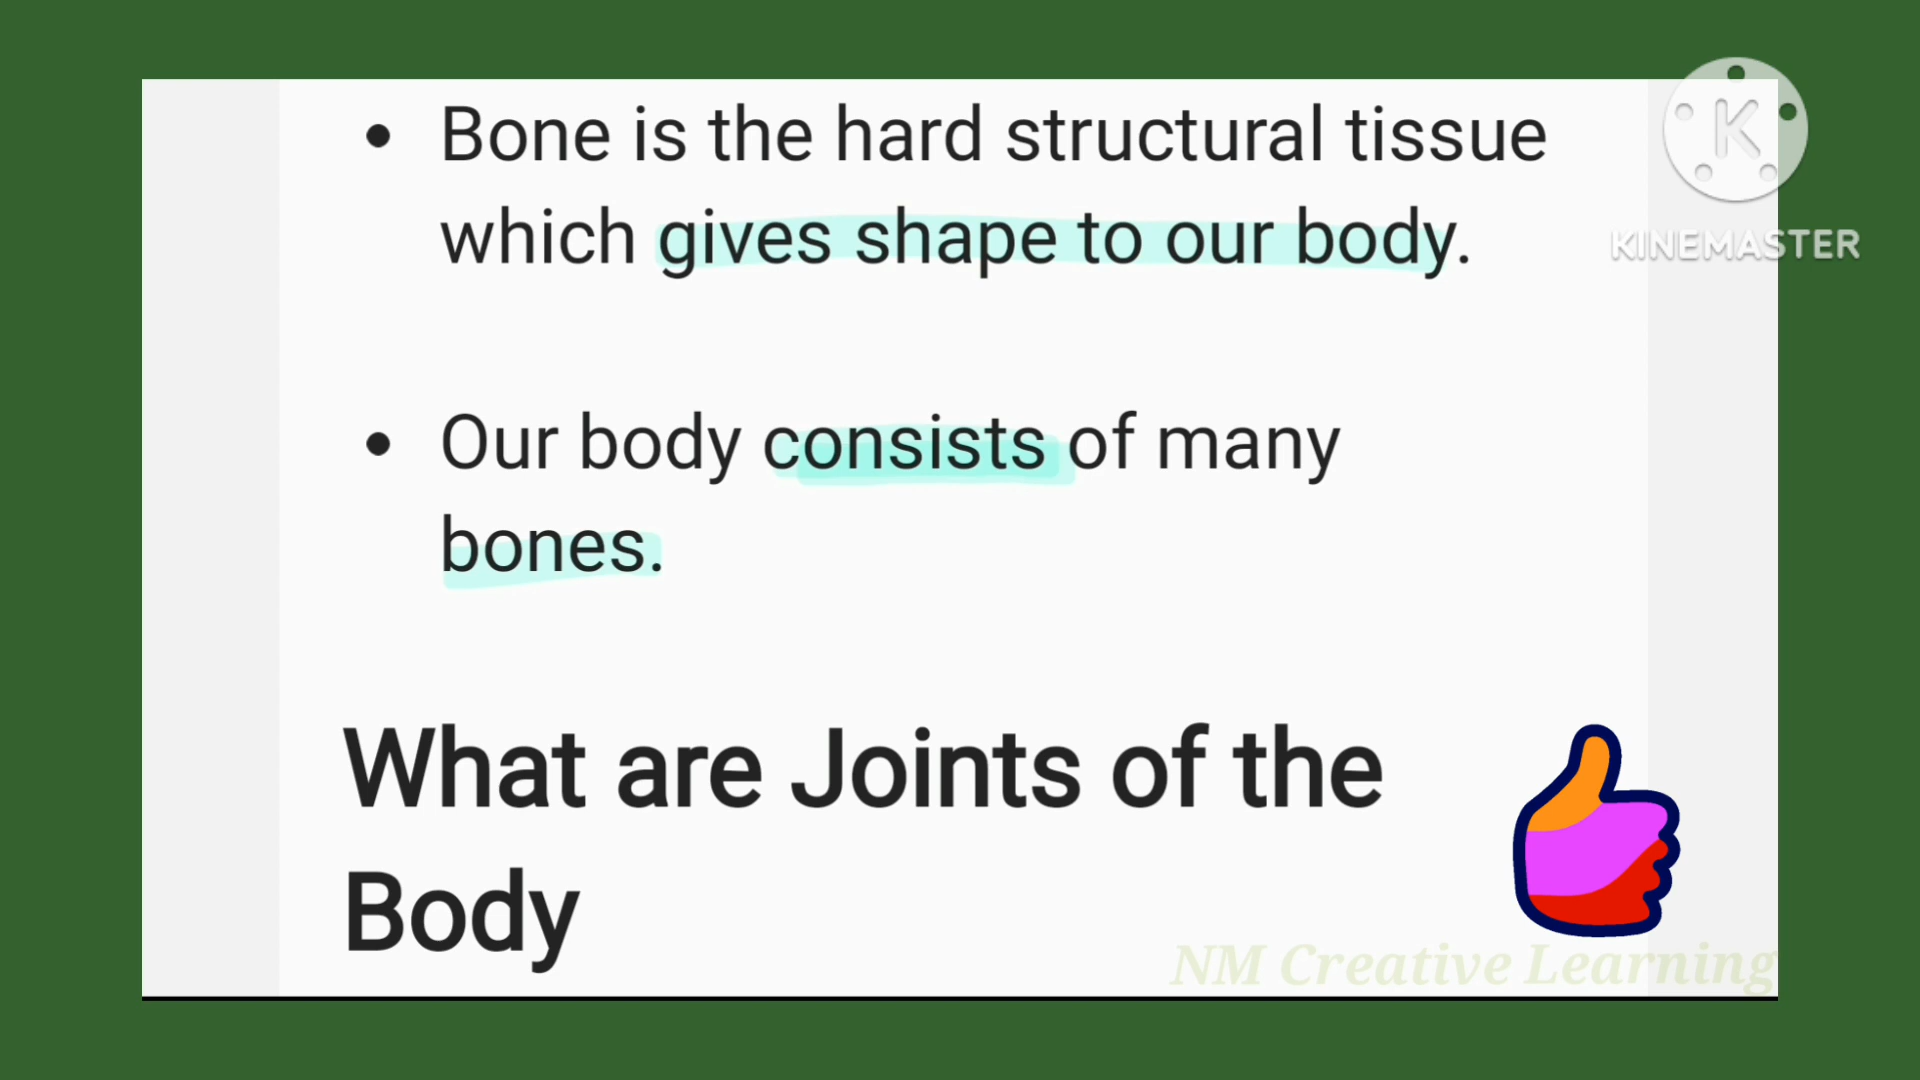 • Bone is the hard structural tissue
which gives shape to our body.
• Our body consists of many
bones.
What are Joints of the
Body
K
KINEMASTER
NM Creative Learning